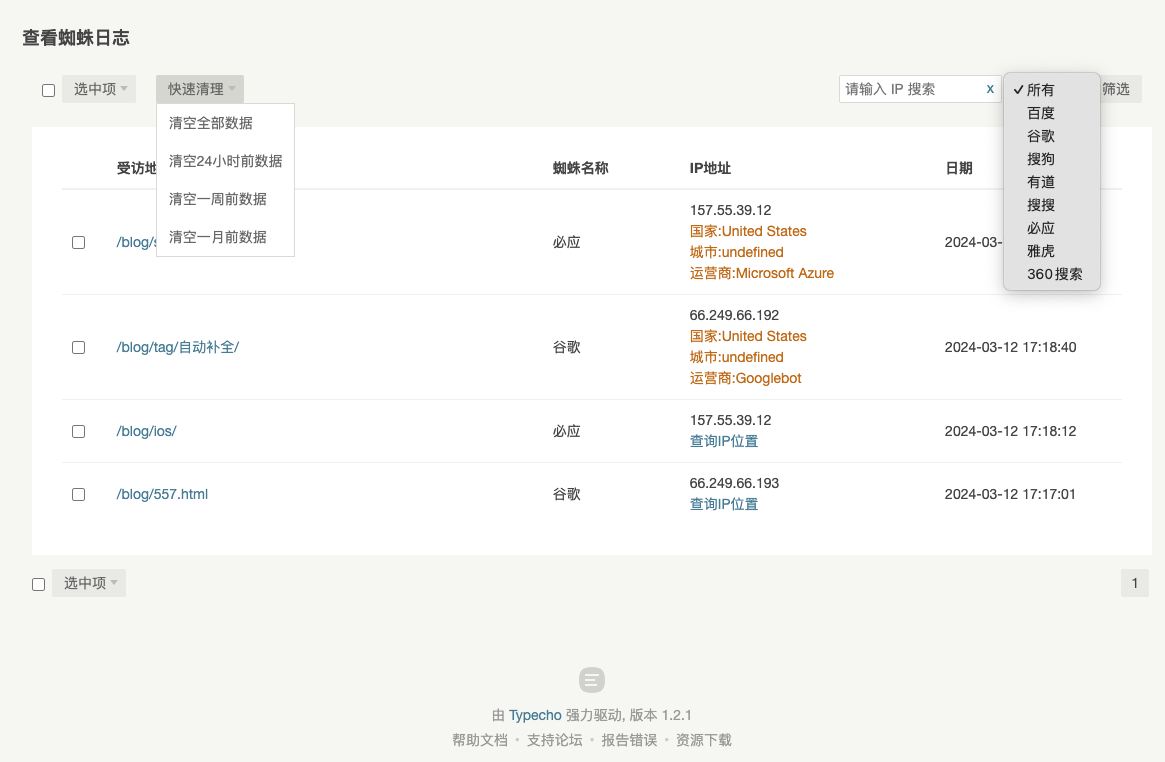 查看蜘蛛日志
选中项
快速清理
请输入 IP 搜索
x
筛选
清空全部数据
清空24小时前数据
清空一周前数据
清空一月前数据
所有
百度
谷歌
搜狗
有道
搜搜
必应
雅虎
360搜索
受访地
蜘蛛名称
IP地址
日期
/blog/s
必应
157.55.39.12
国家:United States
城市:undefined
运营商:Microsoft Azure
2024-03-
/blog/tag/自动补全/
谷歌
66.249.66.192
国家:United States
城市:undefined
运营商:Googlebot
2024-03-12 17:18:40
/blog/ios/
必应
157.55.39.12
查询IP位置
2024-03-12 17:18:12
/blog/557.html
谷歌
66.249.66.193
查询IP位置
2024-03-12 17:17:01
选中项
1
由 Typecho 强力驱动, 版本 1.2.1
帮助文档 • 支持论坛 • 报告错误 • 资源下载